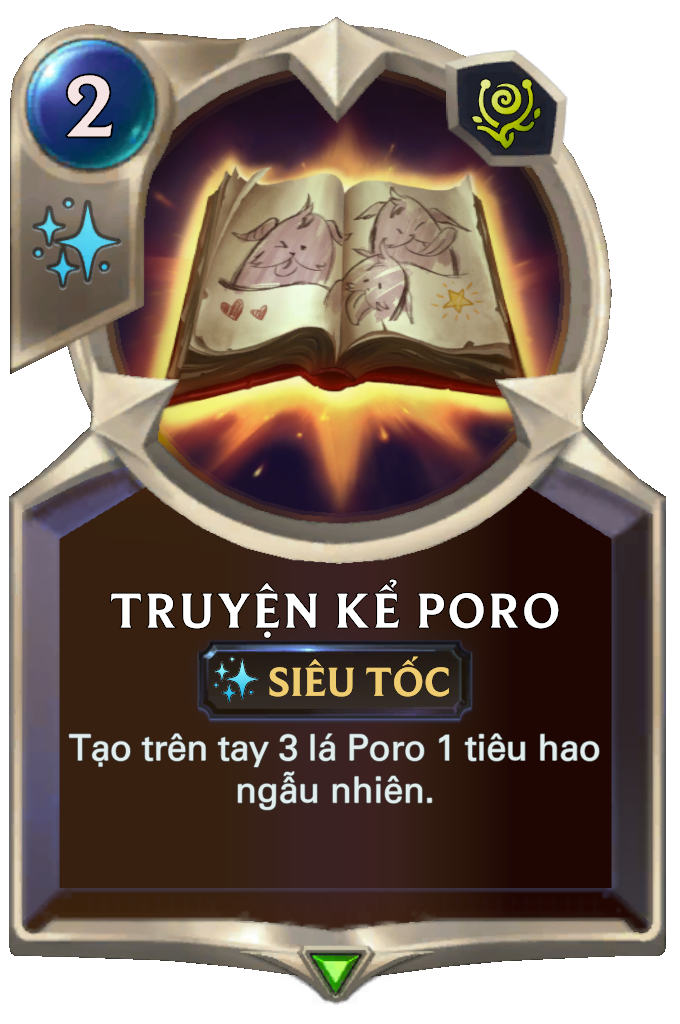 2
TRUYỆN KỂ PORO
SIÊU TỐC
Tạo trên tay 3 lá Poro 1 tiêu hao
ngẫu nhiên.